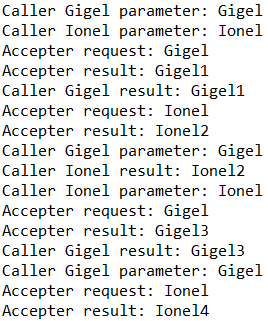 Caller Gigel parameter: Gigel
Caller Ionel parameter: Ionel
Accepter request: Gigel
Accepter result: Gigel1
Caller Gigel result: Gigel1
Accepter request: Ionel
Accepter result: Ionel2
Caller Gigel parameter: Gigel
Caller Ionel result: Ionel2
Caller Ionel parameter: Ionel
Accepter request: Gigel
Accepter result: Gigel3
Caller Gigel result: Gigel3
Caller Gigel parameter: Gigel
Accepter request: Ionel
Accepter result: Ionel4